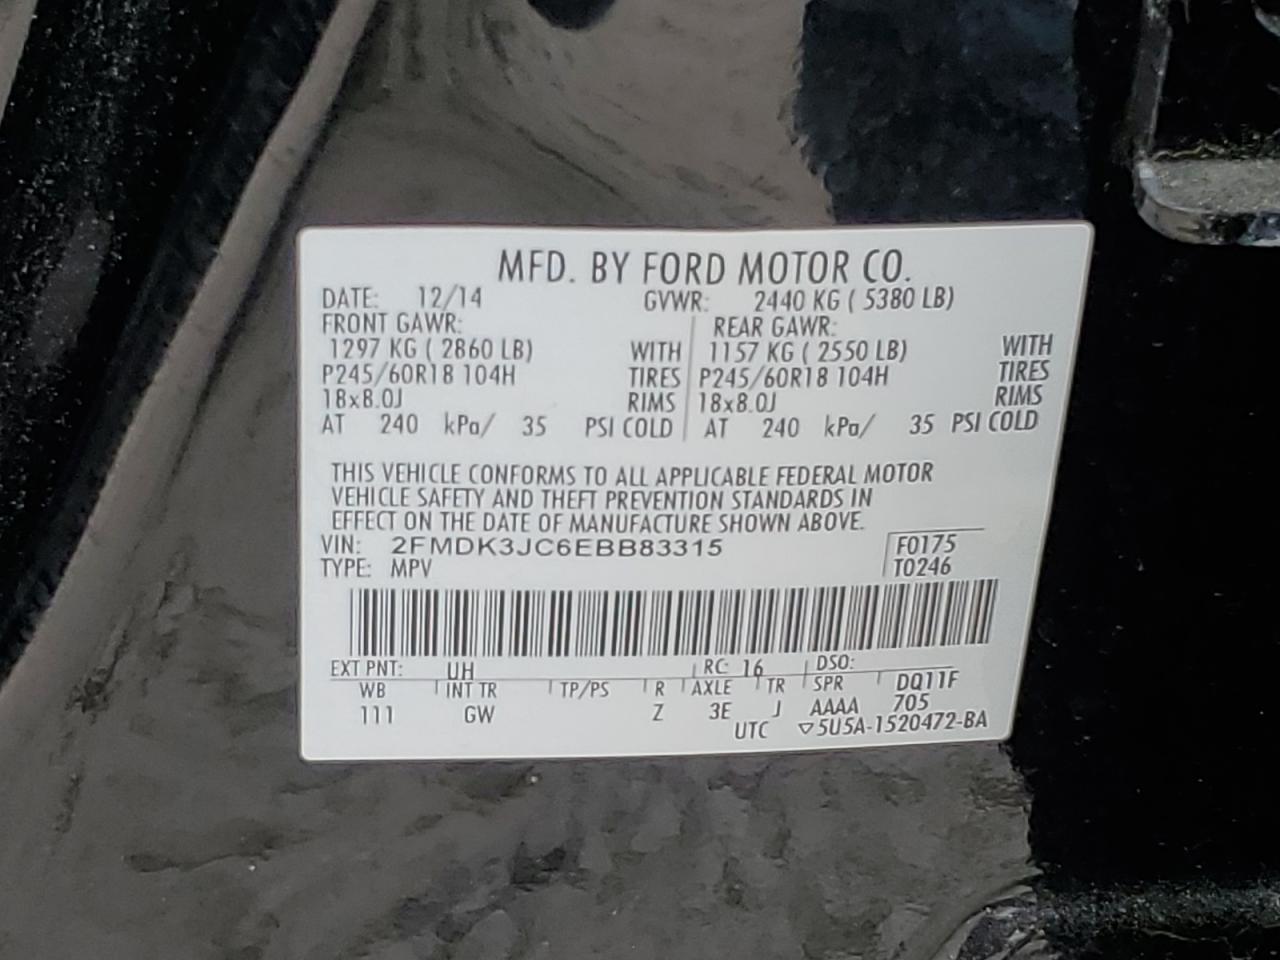 MFD. BY FORD MOTOR CO.
DATE: 12/14 GVWR: 2440 KG ( 5380 LB)
FRONT GAWR: REAR GAWR:
1297 KG ( 2860 LB) WITH 1157 KG ( 2550 LB) WITH
P245/60R18 104H TIRES P245/60R18 104H TIRES
18x8.0J RIMS 18x8.0J RIMS
AT 240 kPa/ 35 PSI COLD AT 240 kPa/ 35 PSI COLD
THIS VEHICLE CONFORMS TO ALL APPLICABLE FEDERAL MOTOR
VEHICLE SAFETY AND THEFT PREVENTION STANDARDS IN
EFFECT ON THE DATE OF MANUFACTURE SHOWN ABOVE.
VIN: 2FMDK3JC6EBB83315 F0175
TYPE: MPV T0246
EXT PNT: UH RC: 16 DSO:
WB INT TR TP/PS R AXLE TR SPR DQ11F
111 GW Z 3E J AAAA 705
UTC ▽5U5A-1520472-BA